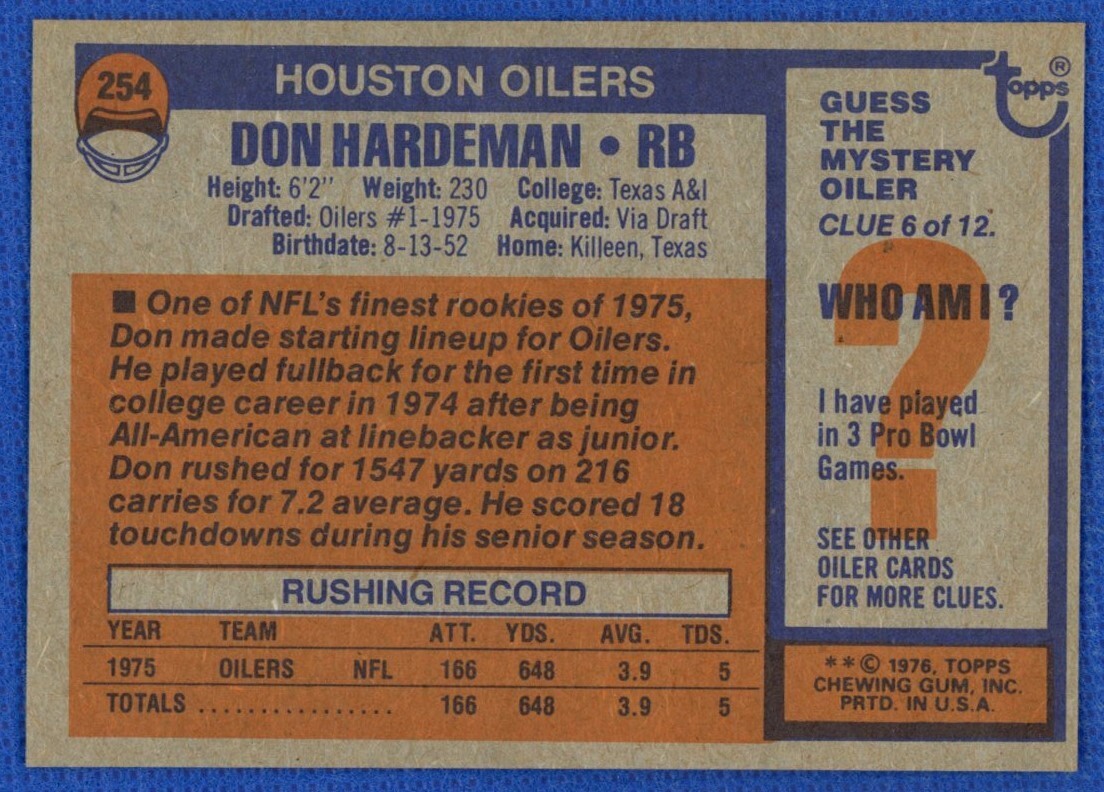 254
HOUSTON OILERS
DON HARDEMAN • RB
Height: 6'2" Weight: 230 College: Texas A&I
Drafted: Oilers #1-1975 Acquired: Via Draft
Birthdate: 8-13-52 Home: Killeen, Texas
■ One of NFL's finest rookies of 1975,
Don made starting lineup for Oilers.
He played fullback for the first time in
college career in 1974 after being
All-American at linebacker as junior.
Don rushed for 1547 yards on 216
carries for 7.2 average. He scored 18
touchdowns during his senior season.
RUSHING RECORD
YEAR TEAM ATT. YDS. AVG. TDS.
1975 OILERS NFL 166 648 3.9 5
TOTALS ................ 166 648 3.9 5
topps ®
GUESS
THE
MYSTERY
OILER
CLUE 6 of 12.
?
WHO AM I ?
I have played
in 3 Pro Bowl
Games.
SEE OTHER
OILER CARDS
FOR MORE CLUES.
**© 1976, TOPPS
CHEWING GUM, INC.
PRTD. IN U.S.A.